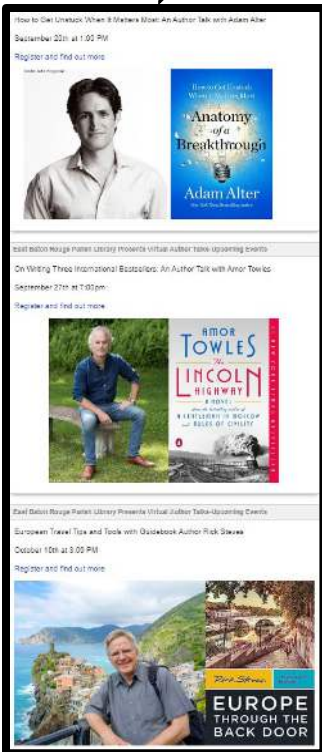 How to Get Unstuck When It Matters Most: An Author Talk with Adam Alter
September 20th at 1:00 PM
Register and find out more
How to Get Unstuck
When It Matters Most
Anatomy
of a
Breakthrough
Adam Alter
East Baton Rouge Parish Library Presents Virtual Author Talks-Upcoming Events
On Writing Three International Bestsellers: An Author Talk with Amor Towles
September 27th at 7:00pm
Register and find out more
AMOR
TOWLES
The
LINCOLN
HIGHWAY
A NOVEL
A GENTLEMAN IN MOSCOW
and RULES OF CIVILITY
East Baton Rouge Parish Library Presents Virtual Author Talks-Upcoming Events
European Travel Tips and Tools with Guidebook Author Rick Steves
October 10th at 3:00 PM
Register and find out more
Rick Steves
EUROPE
THROUGH THE
BACK DOOR